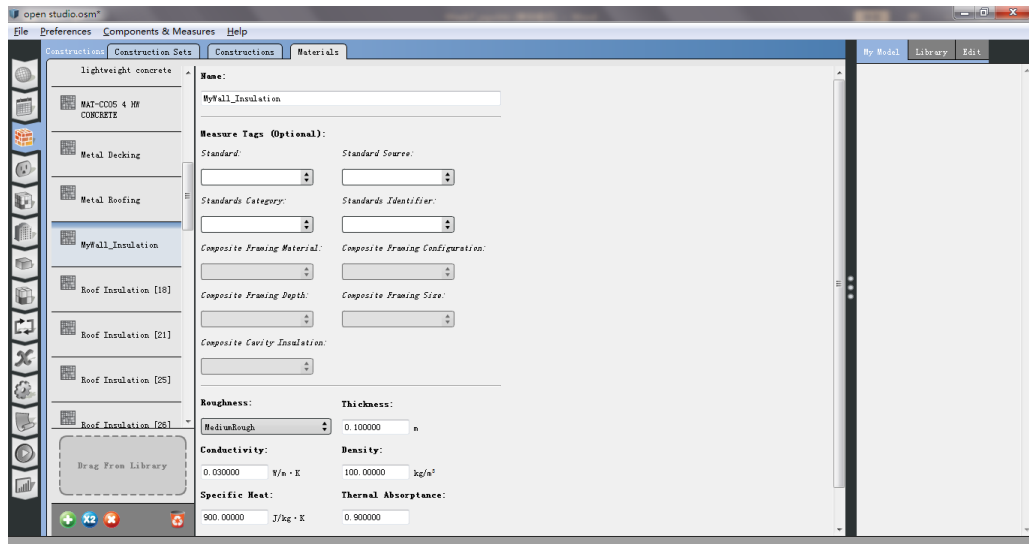 open studio.osm*
File Preferences Components & Measures Help
Constructions Construction Sets Constructions Materials
My Model Library Edit
lightweight concrete
MAT-CC05 4 HW
CONCRETE
Metal Decking
Metal Roofing
MyWall_Insulation
Roof Insulation [18]
Roof Insulation [21]
Roof Insulation [25]
Roof Insulation [26]
Drag From Library
X2
Name:
MyWall_Insulation
Measure Tags (Optional):
Standard: Standard Source:
Standards Category: Standards Identifier:
Composite Framing Material: Composite Framing Configuration:
Composite Framing Depth: Composite Framing Size:
Composite Cavity Insulation:
Roughness: Thickness:
MediumRough 0.100000 m
Conductivity: Density:
0.030000 W/m·K 100.00000 kg/m³
Specific Heat: Thermal Absorptance:
900.00000 J/kg·K 0.900000